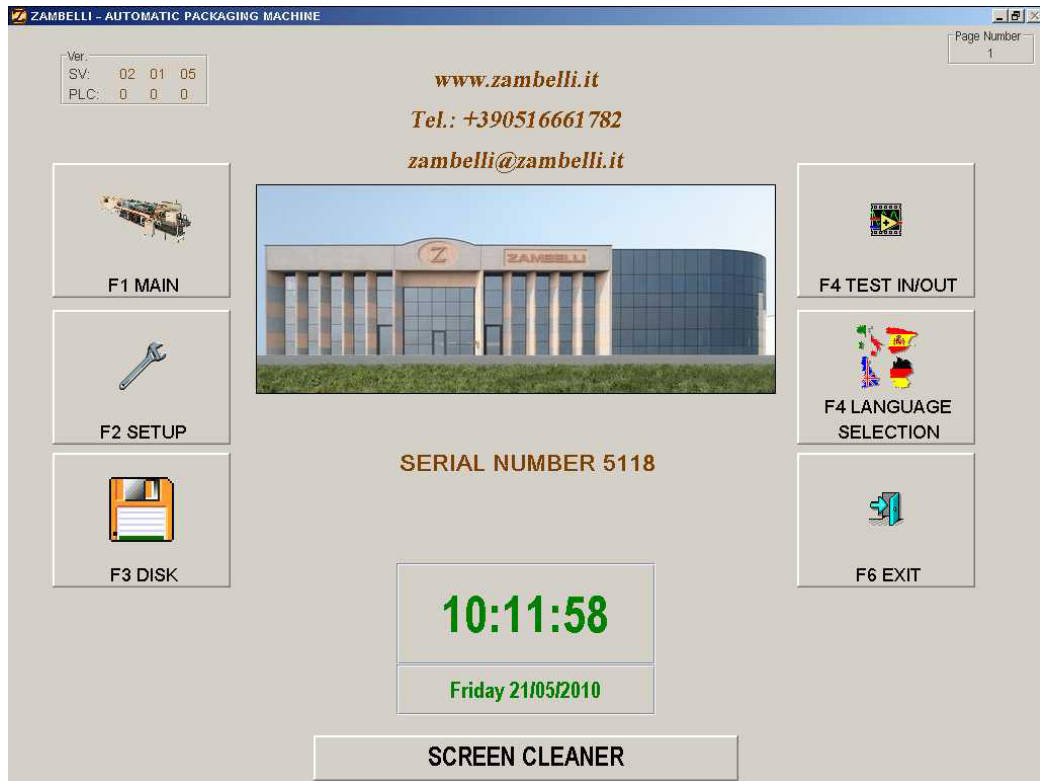 ZAMBELLI - AUTOMATIC PACKAGING MACHINE
Page Number
1
Ver.
SV: 02 01 05
PLC: 0 0 0
www.zambelli.it
Tel.: +390516661782
zambelli@zambelli.it
F1 MAIN
Z ZAMBELLI
F4 TEST IN/OUT
F2 SETUP
F4 LANGUAGE
SELECTION
SERIAL NUMBER 5118
F3 DISK
F6 EXIT
10:11:58
Friday 21/05/2010
SCREEN CLEANER